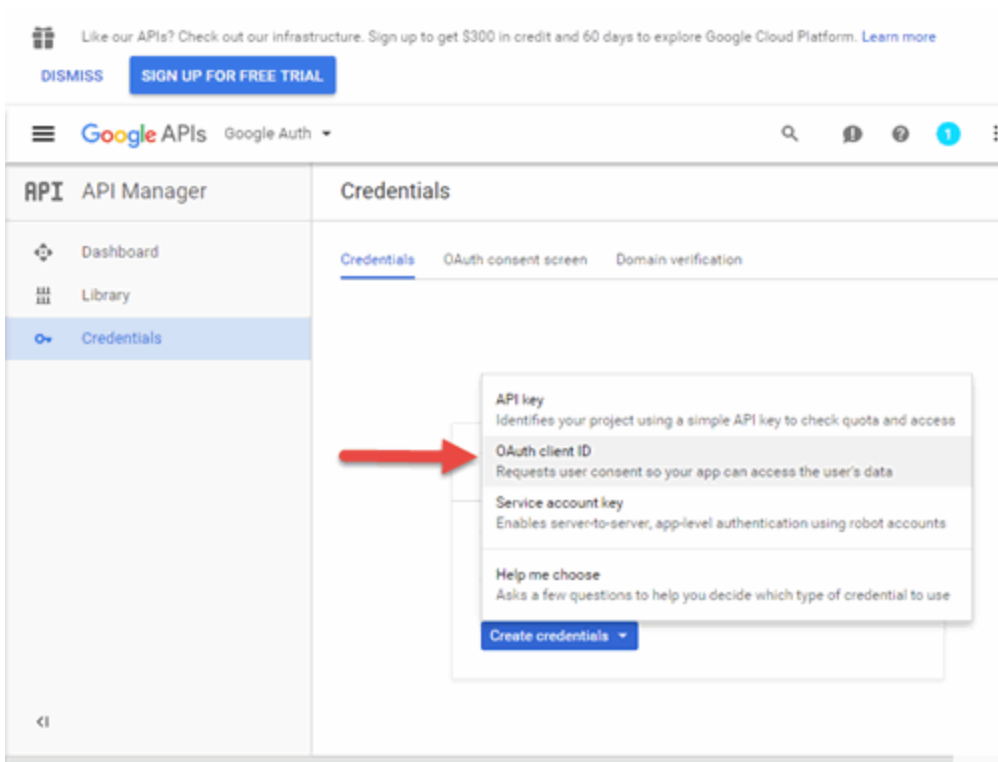 Like our APIs? Check out our infrastructure. Sign up to get $300 in credit and 60 days to explore Google Cloud Platform. Learn more
DISMISS SIGN UP FOR FREE TRIAL
Google APIs Google Auth 1
API API Manager Credentials
Dashboard
Credentials OAuth consent screen Domain verification
Library
Credentials
API key
Identifies your project using a simple API key to check quota and access
OAuth client ID
Requests user consent so your app can access the user's data
Service account key
Enables server-to-server, app-level authentication using robot accounts
Help me choose
Asks a few questions to help you decide which type of credential to use
Create credentials